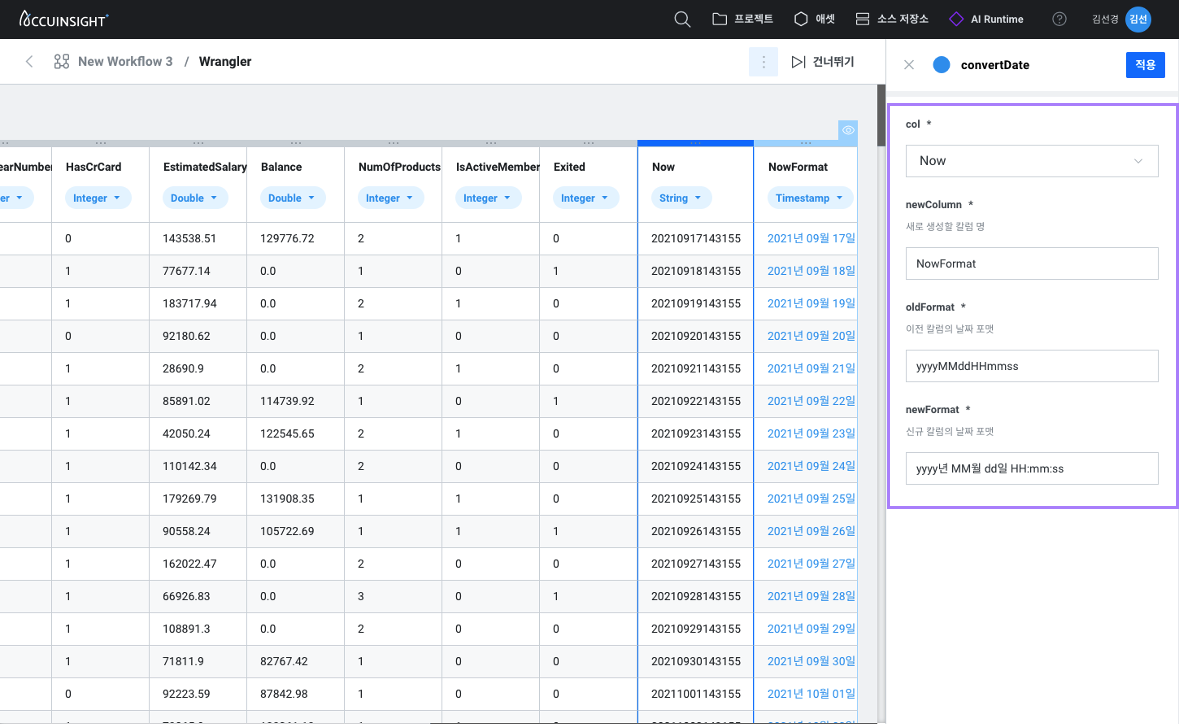 ACCUINSIGHT+
프로젝트
애셋
소스 저장소
AI Runtime
?
김선경
김선
New Workflow 3 / Wrangler
건너뛰기
convertDate
적용
earNumber HasCrCard EstimatedSalary Balance NumOfProducts IsActiveMember Exited Now NowFormat
er Integer Double Double Integer Integer Integer String Timestamp
0 143538.51 129776.72 2 1 0 20210917143155 2021년 09월 17일
1 77677.14 0.0 1 0 1 20210918143155 2021년 09월 18일
1 183717.94 0.0 2 1 0 20210919143155 2021년 09월 19일
0 92180.62 0.0 1 0 0 20210920143155 2021년 09월 20일
1 28690.9 0.0 2 1 0 20210921143155 2021년 09월 21일
1 85891.02 114739.92 1 0 1 20210922143155 2021년 09월 22일
1 42050.24 122545.65 2 1 0 20210923143155 2021년 09월 23일
1 110142.34 0.0 2 0 0 20210924143155 2021년 09월 24일
1 179269.79 131908.35 1 1 0 20210925143155 2021년 09월 25일
1 90558.24 105722.69 1 1 1 20210926143155 2021년 09월 26일
1 162022.47 0.0 2 0 0 20210927143155 2021년 09월 27일
1 66926.83 0.0 3 0 1 20210928143155 2021년 09월 28일
1 108891.3 0.0 2 0 0 20210929143155 2021년 09월 29일
1 71811.9 82767.42 1 0 0 20210930143155 2021년 09월 30일
0 92223.59 87842.98 1 0 0 20211001143155 2021년 10월 01일
col *
Now
newColumn *
새로 생성할 칼럼 명
NowFormat
oldFormat *
이전 칼럼의 날짜 포맷
yyyyMMddHHmmss
newFormat *
신규 칼럼의 날짜 포맷
yyyy년 MM월 dd일 HH:mm:ss